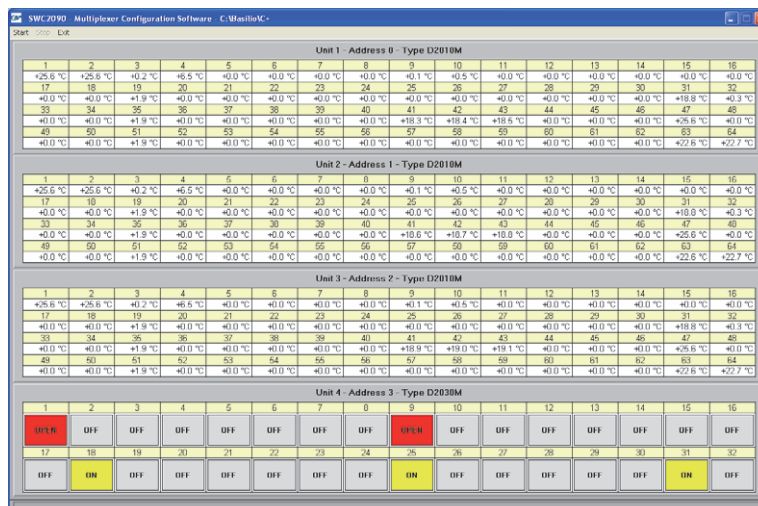 SWC2090 Multiplexer Configuration Software C:\Basilio\C+
Start Stop Exit
Unit 1 - Address 0 - Type D2010M
1 2 3 4 5 6 7 8 9 10 11 12 13 14 15 16
+25.6 °C +25.6 °C +0.2 °C +6.5 °C +0.0 °C +0.0 °C +0.0 °C +0.0 °C +0.1 °C +0.5 °C +0.0 °C +0.0 °C +0.0 °C +0.0 °C +0.0 °C +0.0 °C
17 18 19 20 21 22 23 24 25 26 27 28 29 30 31 32
+0.0 °C +0.0 °C +1.9 °C +0.0 °C +0.0 °C +0.0 °C +0.0 °C +0.0 °C +0.0 °C +0.0 °C +0.0 °C +0.0 °C +0.0 °C +0.0 °C +18.8 °C +0.3 °C
33 34 35 36 37 38 39 40 41 42 43 44 45 46 47 48
+0.0 °C +0.0 °C +1.9 °C +0.0 °C +0.0 °C +0.0 °C +0.0 °C +0.0 °C +18.3 °C +18.4 °C +18.5 °C +0.0 °C +0.0 °C +0.0 °C +25.6 °C +0.0 °C
49 50 51 52 53 54 55 56 57 58 59 60 61 62 63 64
+0.0 °C +0.0 °C +1.9 °C +0.0 °C +0.0 °C +0.0 °C +0.0 °C +0.0 °C +0.0 °C +0.0 °C +0.0 °C +0.0 °C +0.0 °C +0.0 °C +22.6 °C +22.7 °C
Unit 2 - Address 1 - Type D2010M
1 2 3 4 5 6 7 8 9 10 11 12 13 14 15 16
+25.6 °C +25.6 °C +0.2 °C +6.5 °C +0.0 °C +0.0 °C +0.0 °C +0.0 °C +0.1 °C +0.5 °C +0.0 °C +0.0 °C +0.0 °C +0.0 °C +0.0 °C +0.0 °C
17 18 19 20 21 22 23 24 25 26 27 28 29 30 31 32
+0.0 °C +0.0 °C +1.9 °C +0.0 °C +0.0 °C +0.0 °C +0.0 °C +0.0 °C +0.0 °C +0.0 °C +0.0 °C +0.0 °C +0.0 °C +0.0 °C +18.8 °C +0.3 °C
33 34 35 36 37 38 39 40 41 42 43 44 45 46 47 48
+0.0 °C +0.0 °C +1.9 °C +0.0 °C +0.0 °C +0.0 °C +0.0 °C +0.0 °C +18.6 °C +18.7 °C +18.8 °C +0.0 °C +0.0 °C +0.0 °C +25.6 °C +0.0 °C
49 50 51 52 53 54 55 56 57 58 59 60 61 62 63 64
+0.0 °C +0.0 °C +1.9 °C +0.0 °C +0.0 °C +0.0 °C +0.0 °C +0.0 °C +0.0 °C +0.0 °C +0.0 °C +0.0 °C +0.0 °C +0.0 °C +22.6 °C +22.7 °C
Unit 3 - Address 2 - Type D2010M
1 2 3 4 5 6 7 8 9 10 11 12 13 14 15 16
+25.6 °C +25.6 °C +0.2 °C +6.5 °C +0.0 °C +0.0 °C +0.0 °C +0.0 °C +0.1 °C +0.5 °C +0.0 °C +0.0 °C +0.0 °C +0.0 °C +0.0 °C +0.0 °C
17 18 19 20 21 22 23 24 25 26 27 28 29 30 31 32
+0.0 °C +0.0 °C +1.9 °C +0.0 °C +0.0 °C +0.0 °C +0.0 °C +0.0 °C +0.0 °C +0.0 °C +0.0 °C +0.0 °C +0.0 °C +0.0 °C +18.8 °C +0.3 °C
33 34 35 36 37 38 39 40 41 42 43 44 45 46 47 48
+0.0 °C +0.0 °C +1.9 °C +0.0 °C +0.0 °C +0.0 °C +0.0 °C +0.0 °C +18.9 °C +19.0 °C +19.1 °C +0.0 °C +0.0 °C +0.0 °C +25.6 °C +0.0 °C
49 50 51 52 53 54 55 56 57 58 59 60 61 62 63 64
+0.0 °C +0.0 °C +1.9 °C +0.0 °C +0.0 °C +0.0 °C +0.0 °C +0.0 °C +0.0 °C +0.0 °C +0.0 °C +0.0 °C +0.0 °C +0.0 °C +22.6 °C +22.7 °C
Unit 4 - Address 3 - Type D2030M
1 2 3 4 5 6 7 8 9 10 11 12 13 14 15 16
OPEN OFF OFF OFF OFF OFF OFF OFF OPEN OFF OFF OFF OFF OFF OFF OFF
17 18 19 20 21 22 23 24 25 26 27 28 29 30 31 32
OFF ON OFF OFF OFF OFF OFF OFF ON OFF OFF OFF OFF OFF ON OFF